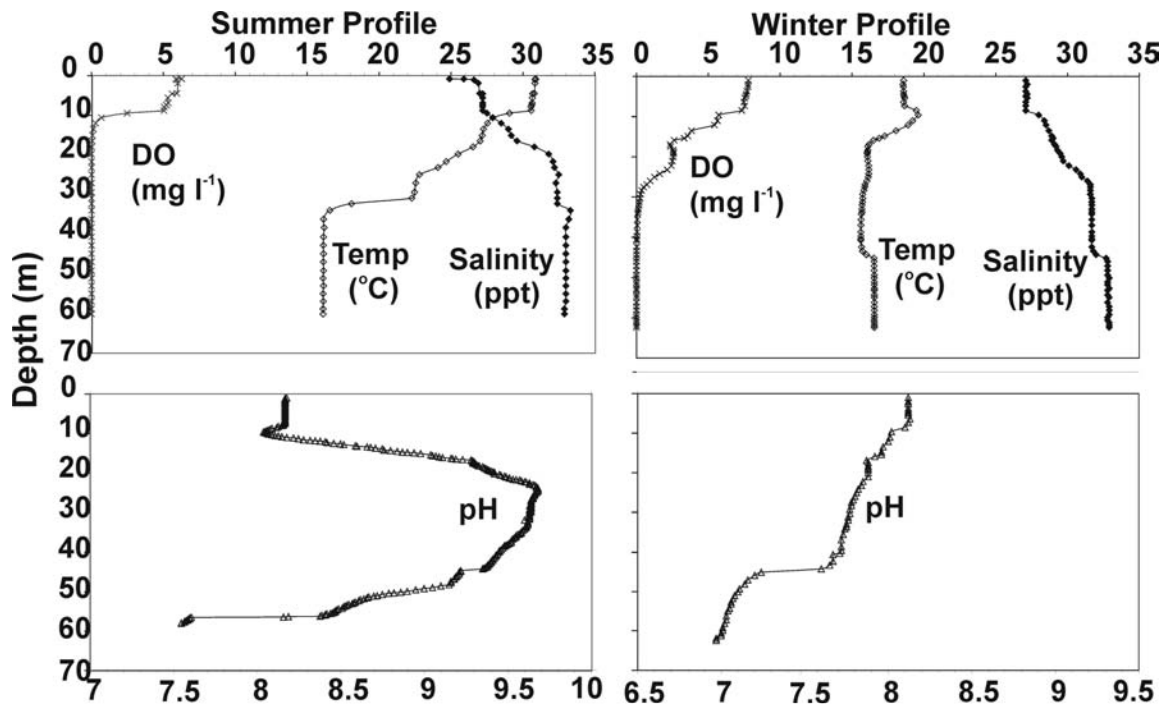 Summer Profile
Winter Profile
0 5 10 15 20 25 30 35
0 5 10 15 20 25 30 35
Depth (m)
0
10
20
30
40
50
60
70
DO
(mg l⁻¹)
Temp
(°C)
Salinity
(ppt)
DO
(mg l⁻¹)
Temp
(°C)
Salinity
(ppt)
0
10
20
30
40
50
60
70
pH
pH
7 7.5 8 8.5 9 9.5 10
6.5 7 7.5 8 8.5 9 9.5